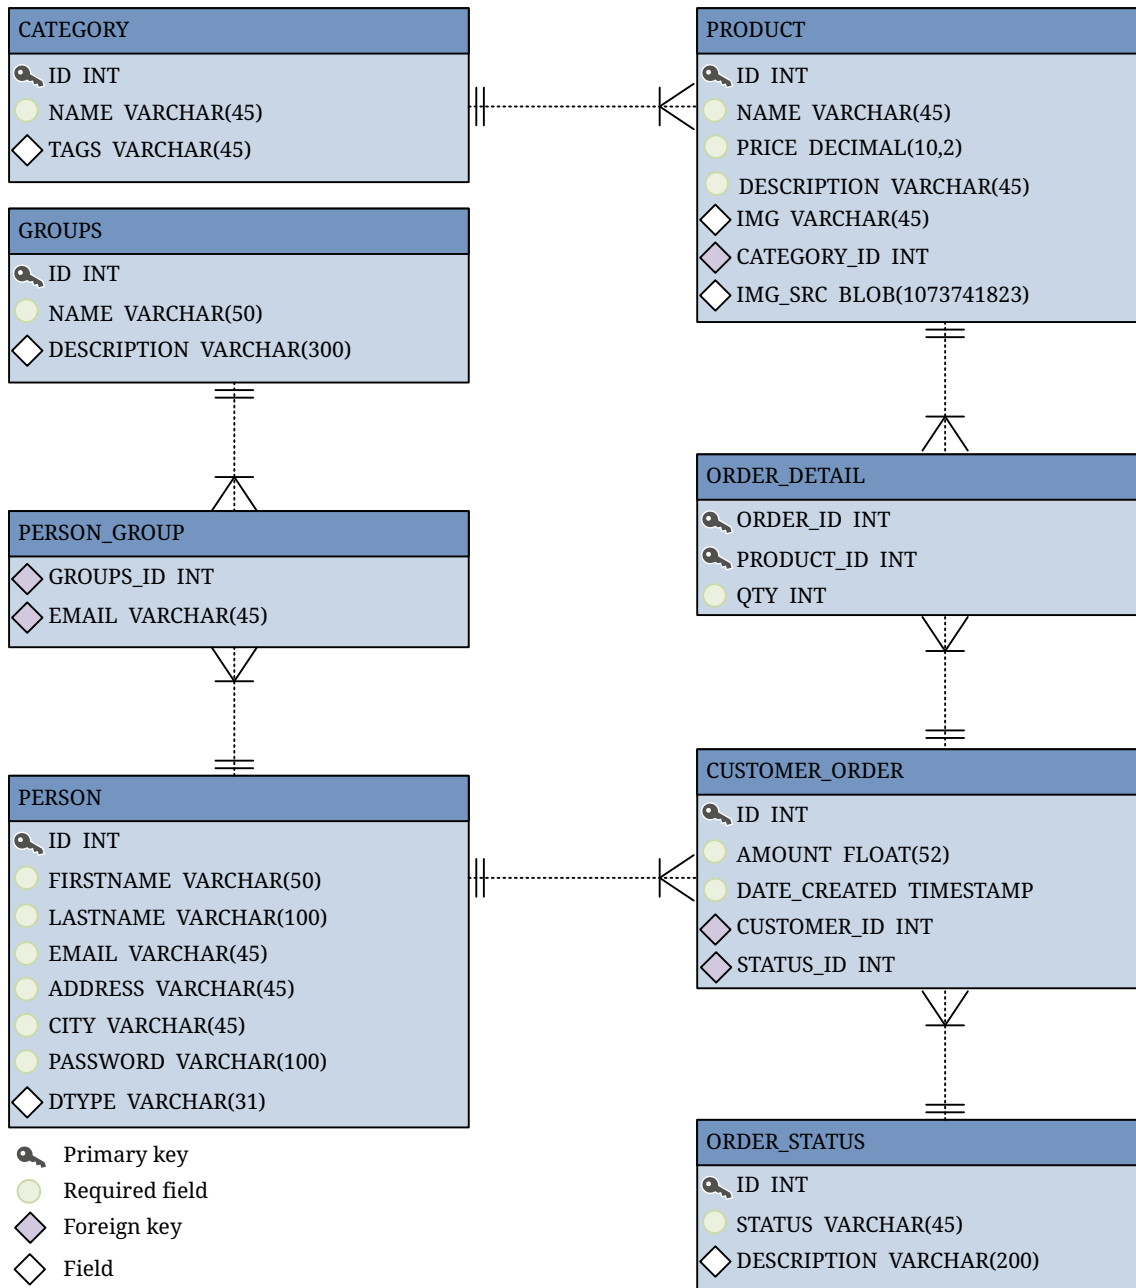 CATEGORY
ID INT
NAME VARCHAR(45)
TAGS VARCHAR(45)
GROUPS
ID INT
NAME VARCHAR(50)
DESCRIPTION VARCHAR(300)
PERSON_GROUP
GROUPS_ID INT
EMAIL VARCHAR(45)
PERSON
ID INT
FIRSTNAME VARCHAR(50)
LASTNAME VARCHAR(100)
EMAIL VARCHAR(45)
ADDRESS VARCHAR(45)
CITY VARCHAR(45)
PASSWORD VARCHAR(100)
DTYPE VARCHAR(31)
Primary key
Required field
Foreign key
Field
PRODUCT
ID INT
NAME VARCHAR(45)
PRICE DECIMAL(10,2)
DESCRIPTION VARCHAR(45)
IMG VARCHAR(45)
CATEGORY_ID INT
IMG_SRC BLOB(1073741823)
ORDER_DETAIL
ORDER_ID INT
PRODUCT_ID INT
QTY INT
CUSTOMER_ORDER
ID INT
AMOUNT FLOAT(52)
DATE_CREATED TIMESTAMP
CUSTOMER_ID INT
STATUS_ID INT
ORDER_STATUS
ID INT
STATUS VARCHAR(45)
DESCRIPTION VARCHAR(200)